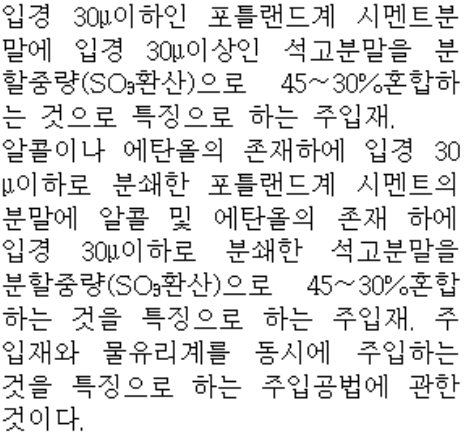 입경 30μ이하인 포틀랜드계 시멘트분
말에 입경 30μ이상인 석고분말을 분
할중량(SO₃환산)으로 45～30%혼합하
는 것으로 특징으로 하는 주입재.
알콜이나 에탄올의 존재하에 입경 30
μ이하로 분쇄한 포틀랜드계 시멘트의
분말에 알콜 및 에탄올의 존재 하에
입경 30μ이하로 분쇄한 석고분말을
분할중량(SO₃환산)으로 45～30%혼합
하는 것을 특징으로 하는 주입재. 주
입재와 물유리계를 동시에 주입하는
것을 특징으로 하는 주입공법에 관한
것이다.